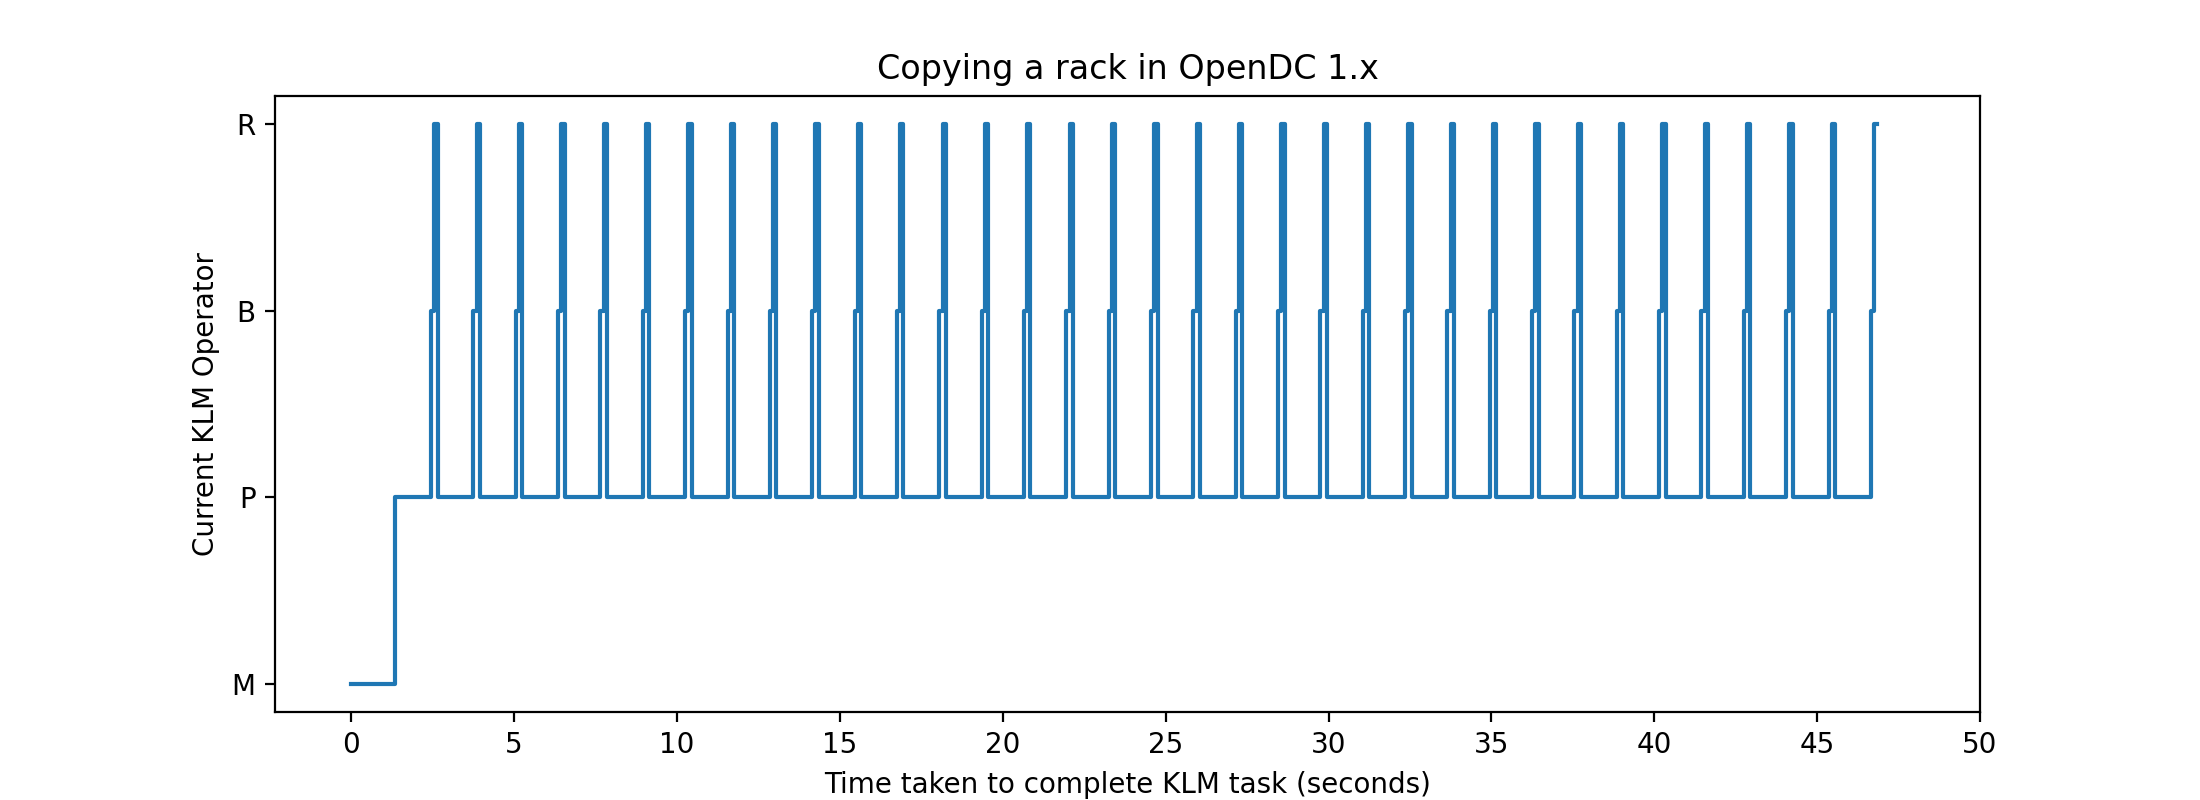 Copying a rack in OpenDC 1.x
Current KLM Operator
R
B
P
M
0 5 10 15 20 25 30 35 40 45 50
Time taken to complete KLM task (seconds)